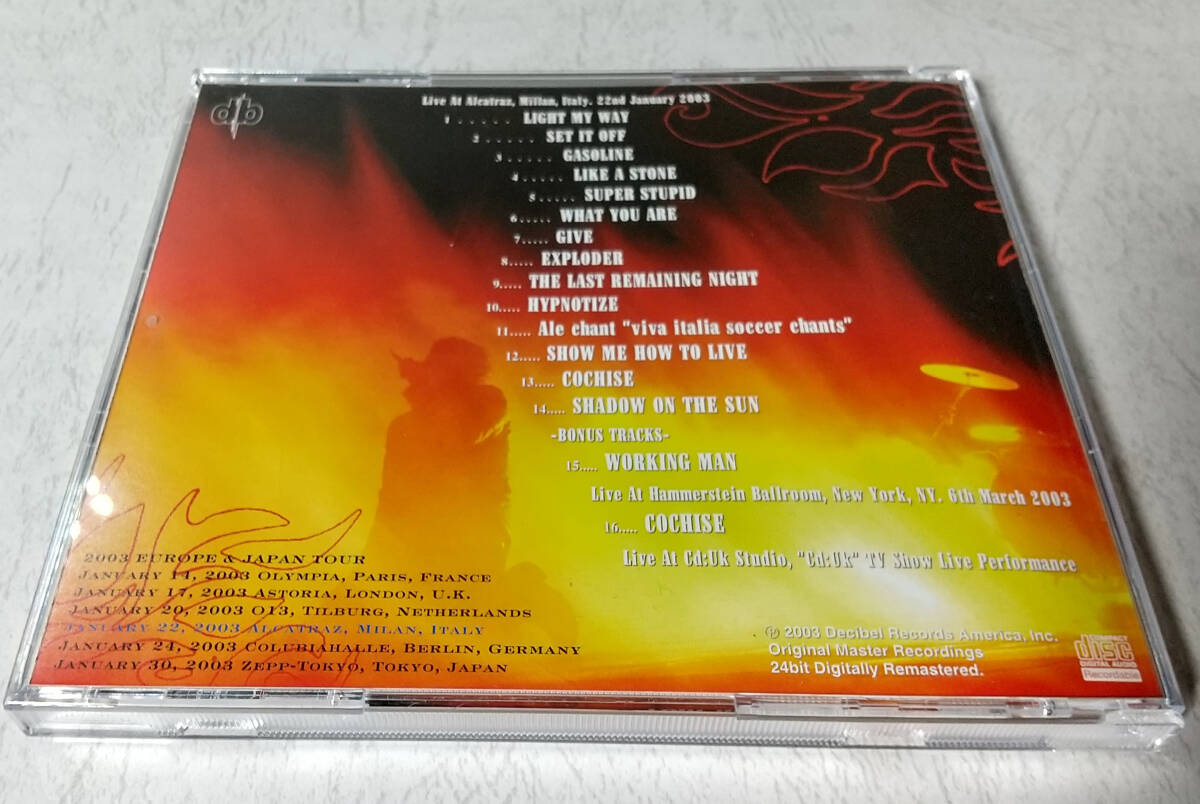 db
Live At Alcatraz, Millan, Italy. 22nd January 2003
1 . . . . . LIGHT MY WAY
2 . . . . . SET IT OFF
3 . . . . . GASOLINE
4 . . . . . LIKE A STONE
5 . . . . . SUPER STUPID
6..... WHAT YOU ARE
7..... GIVE
8..... EXPLODER
9..... THE LAST REMAINING NIGHT
10..... HYPNOTIZE
11..... Ale chant "viva italia soccer chants"
12..... SHOW ME HOW TO LIVE
13..... COCHISE
14..... SHADOW ON THE SUN
-BONUS TRACKS-
15..... WORKING MAN
Live At Hammerstein Ballroom, New York, NY. 6th March 2003
16..... COCHISE
Live At Cd:Uk Studio, "Cd:Uk" TV Show Live Performance
2003 EUROPE & JAPAN TOUR
JANUARY 14, 2003 OLYMPIA, PARIS, FRANCE
JANUARY 17, 2003 ASTORIA, LONDON, U.K.
JANUARY 20, 2003 O13, TILBURG, NETHERLANDS
JANUARY 22, 2003 ALCATRAZ, MILAN, ITALY
JANUARY 24, 2003 COLUBIAHALLE, BERLIN, GERMANY
JANUARY 30, 2003 ZEPP-TOKYO, TOKYO, JAPAN
℗ 2003 Decibel Records America, Inc.
Original Master Recordings
24bit Digitally Remastered.
COMPACT
disc
DIGITAL AUDIO
Recordable